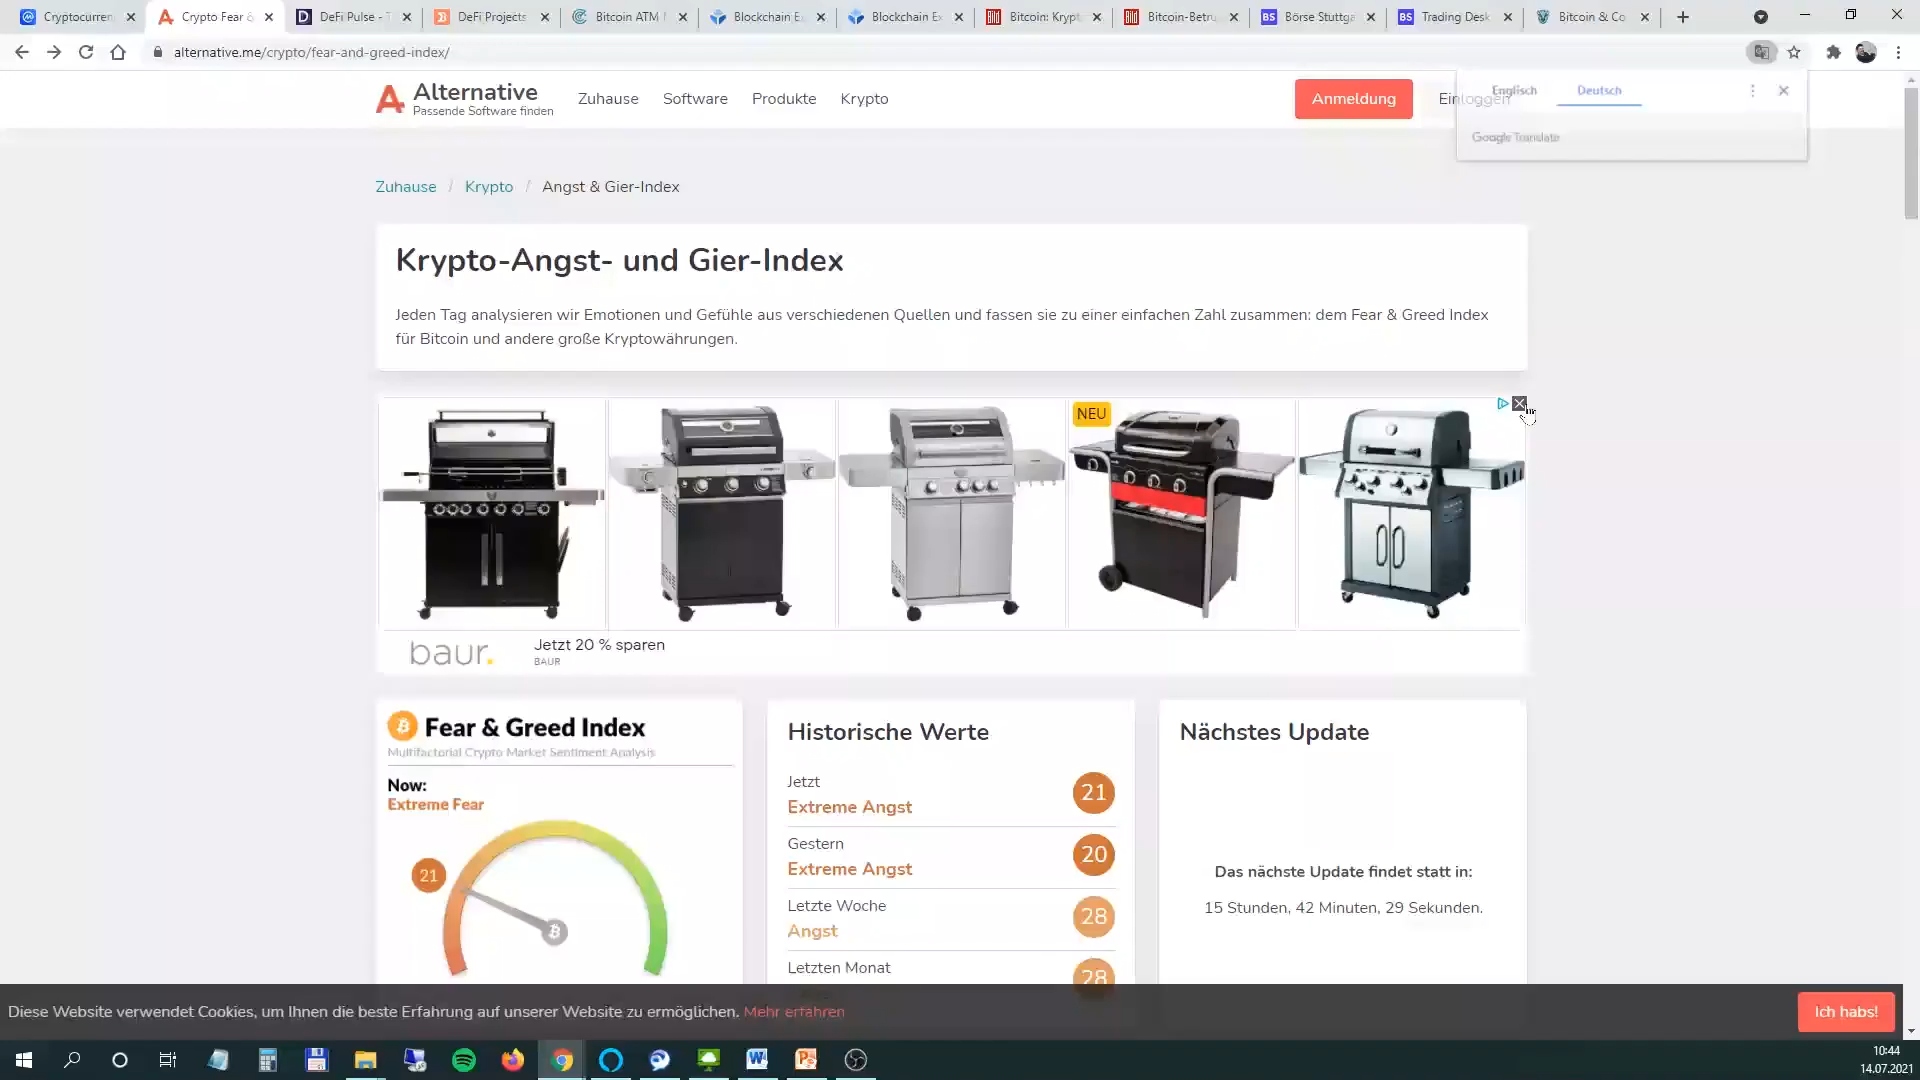 Cryptocurren
Crypto Fear &
DeFi Pulse - T
DeFi Projects
Bitcoin ATM
Blockchain E
Blockchain Ex
Bitcoin: Krypt
Bitcoin-Betru
Börse Stuttga
Trading Desk
Bitcoin & Co
alternative.me/crypto/fear-and-greed-index/
Alternative
Passende Software finden
Zuhause
Software
Produkte
Krypto
Anmeldung
Einloggen
Englisch
Deutsch
Google Translate
Zuhause / Krypto / Angst & Gier-Index
Krypto-Angst- und Gier-Index
Jeden Tag analysieren wir Emotionen und Gefühle aus verschiedenen Quellen und fassen sie zu einer einfachen Zahl zusammen: dem Fear & Greed Index
für Bitcoin und andere große Kryptowährungen.
NEU
baur.
Jetzt 20 % sparen
BAUR
Fear & Greed Index
Multifactorial Crypto Market Sentiment Analysis
Now:
Extreme Fear
21
Historische Werte
Jetzt
Extreme Angst
21
Gestern
Extreme Angst
20
Letzte Woche
Angst
28
Letzten Monat
28
Nächstes Update
Das nächste Update findet statt in:
15 Stunden, 42 Minuten, 29 Sekunden.
Diese Website verwendet Cookies, um Ihnen die beste Erfahrung auf unserer Website zu ermöglichen. Mehr erfahren
Ich habs!
10:44
14.07.2021